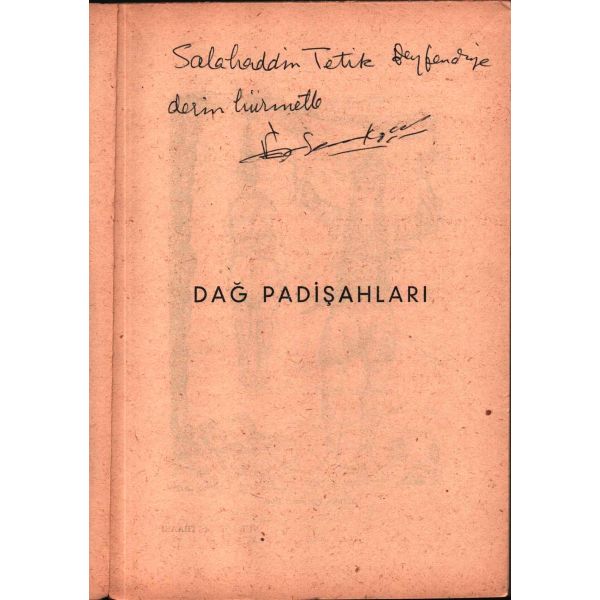 Salahaddin Tetik Beyfendiye
derin hürmetle
DAĞ PADİŞAHLARI